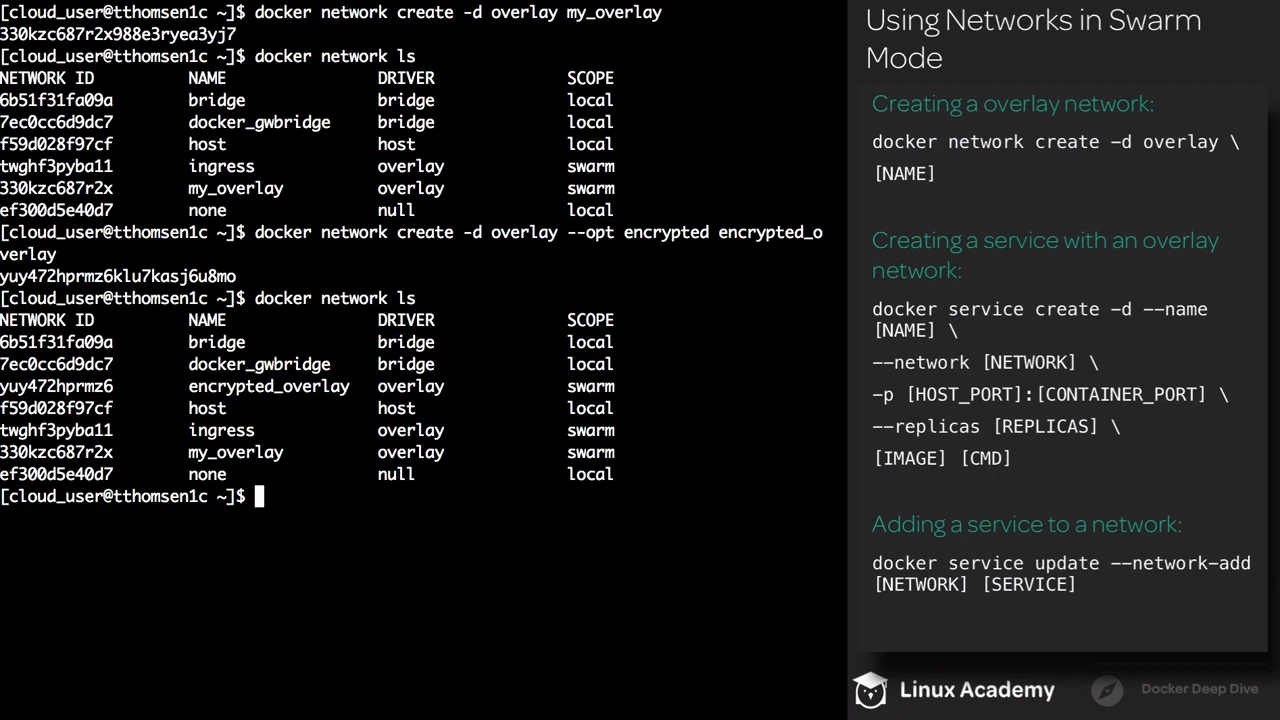 [cloud_user@tthomsen1c ~]$ docker network create -d overlay my_overlay
330kzc687r2x988e3ryea3yj7
[cloud_user@tthomsen1c ~]$ docker network ls
NETWORK ID NAME DRIVER SCOPE
6b51f31fa09a bridge bridge local
7ec0cc6d9dc7 docker_gwbridge bridge local
f59d028f97cf host host local
twghf3pyba11 ingress overlay swarm
330kzc687r2x my_overlay overlay swarm
ef300d5e40d7 none null local
[cloud_user@tthomsen1c ~]$ docker network create -d overlay --opt encrypted encrypted_o
verlay
yuy472hprmz6klu7kasj6u8mo
[cloud_user@tthomsen1c ~]$ docker network ls
NETWORK ID NAME DRIVER SCOPE
6b51f31fa09a bridge bridge local
7ec0cc6d9dc7 docker_gwbridge bridge local
yuy472hprmz6 encrypted_overlay overlay swarm
f59d028f97cf host host local
twghf3pyba11 ingress overlay swarm
330kzc687r2x my_overlay overlay swarm
ef300d5e40d7 none null local
[cloud_user@tthomsen1c ~]$
Using Networks in Swarm
Mode
Creating a overlay network:
docker network create -d overlay \
[NAME]
Creating a service with an overlay
network:
docker service create -d --name
[NAME] \
--network [NETWORK] \
-p [HOST_PORT]:[CONTAINER_PORT] \
--replicas [REPLICAS] \
[IMAGE] [CMD]
Adding a service to a network:
docker service update --network-add
[NETWORK] [SERVICE]
Linux Academy
Docker Deep Dive